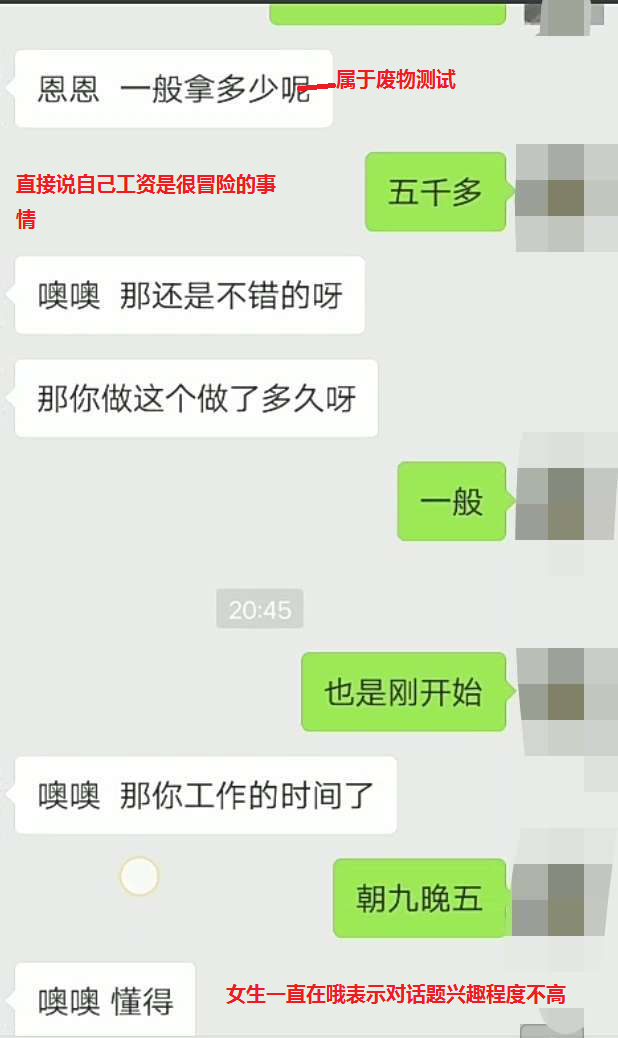 恩恩 一般拿多少呢
属于废物测试
直接说自己工资是很冒险的事
情
五千多
噢噢 那还是不错的呀
那你做这个做了多久呀
一般
20:45
也是刚开始
噢噢 那你工作的时间了
朝九晚五
噢噢 懂得
女生一直在哦表示对话题兴趣程度不高